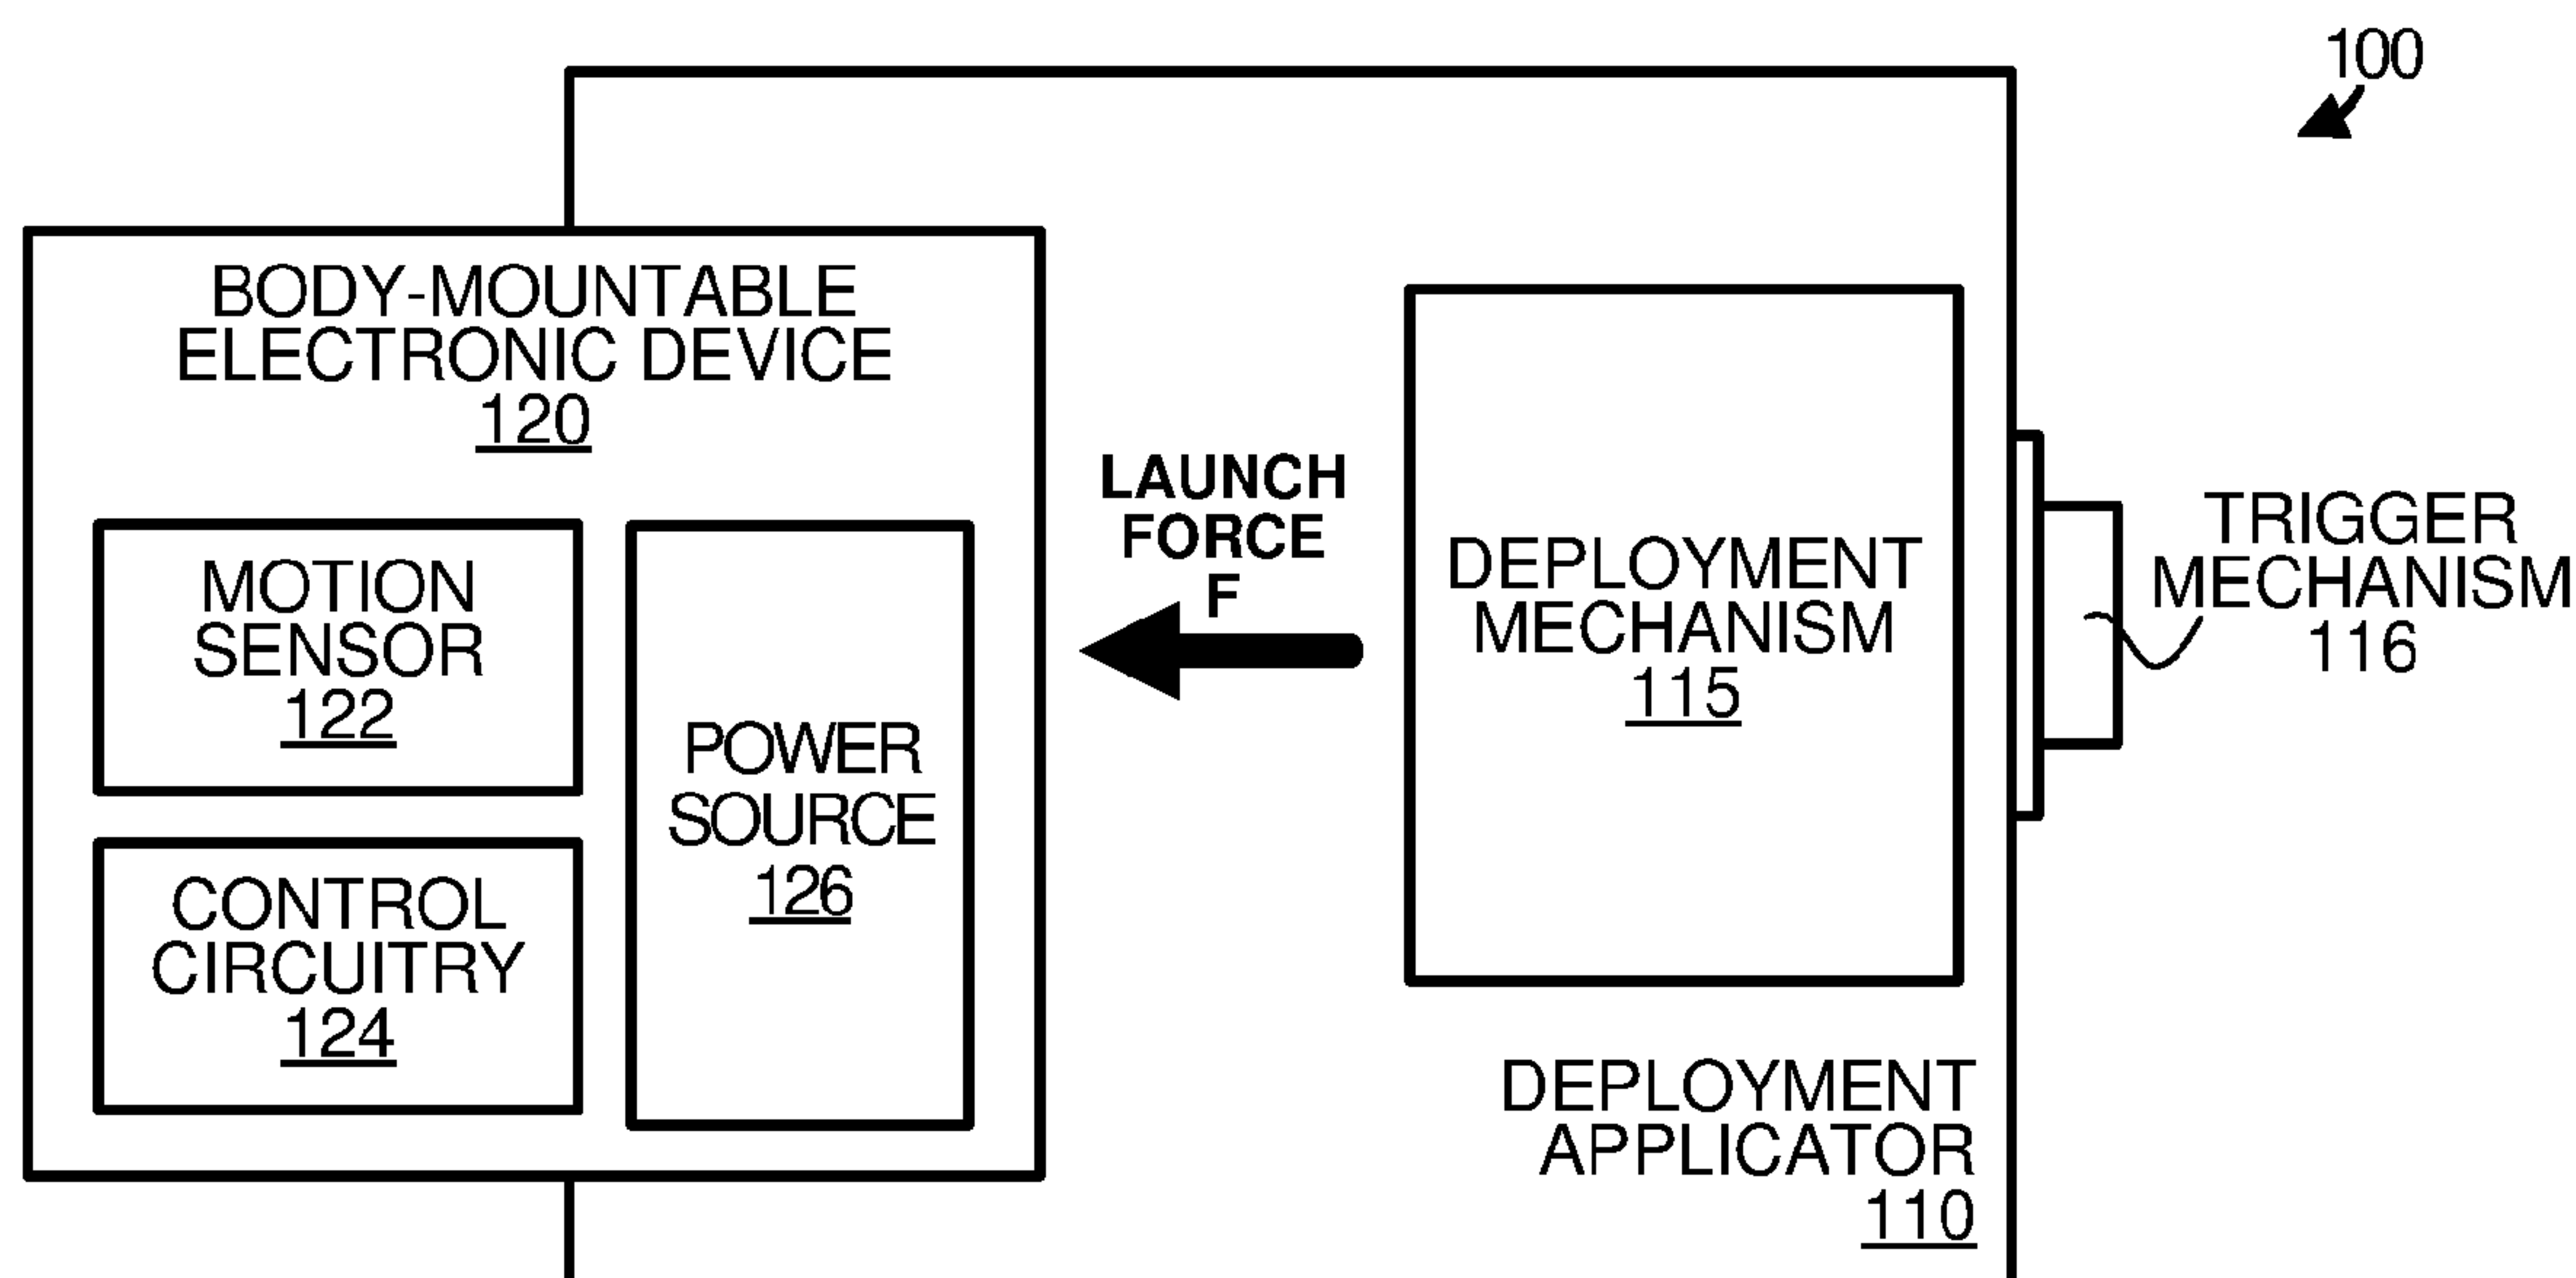 100
BODY-MOUNTABLE
ELECTRONIC DEVICE
120
MOTION
SENSOR
122
CONTROL
CIRCUITRY
124
POWER
SOURCE
126
LAUNCH
FORCE
F
DEPLOYMENT
MECHANISM
115
TRIGGER
MECHANISM
116
DEPLOYMENT
APPLICATOR
110